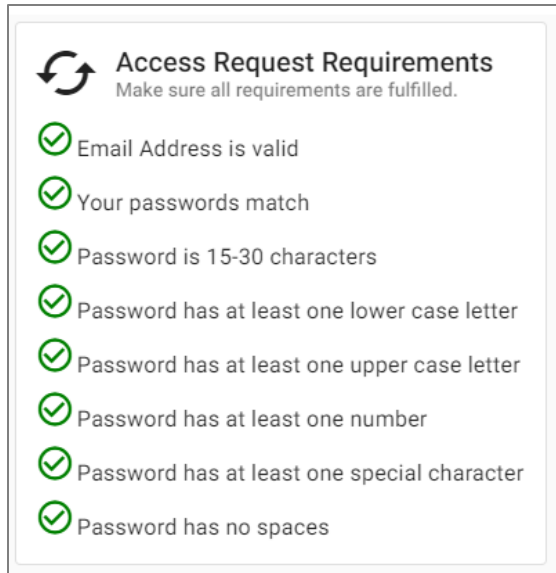 Access Request Requirements
Make sure all requirements are fulfilled.
Email Address is valid
Your passwords match
Password is 15-30 characters
Password has at least one lower case letter
Password has at least one upper case letter
Password has at least one number
Password has at least one special character
Password has no spaces